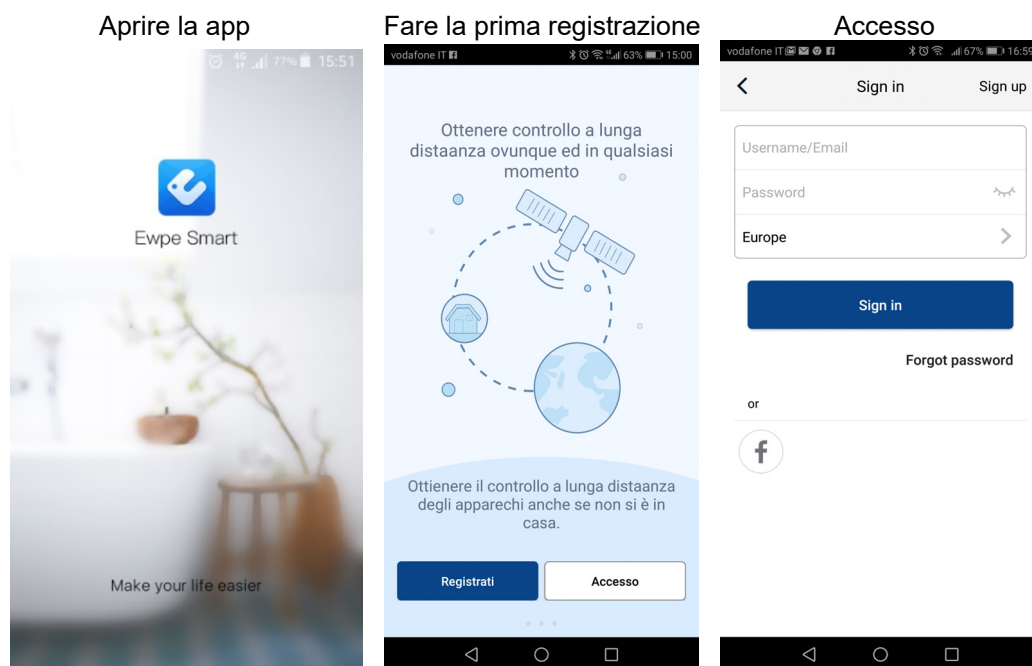 Aprire la app
Fare la prima registrazione
Accesso
4G 77% 15:51
Ewpe Smart
Make your life easier
vodafone IT 63% 15:00
Ottenere controllo a lunga
distaanza ovunque ed in qualsiasi
momento
Ottienere il controllo a lunga distaanza
degli apparechi anche se non si è in
casa.
Registrati
Accesso
vodafone IT 67% 16:59
Sign in
Sign up
Username/Email
Password
Europe
Sign in
Forgot password
or
f